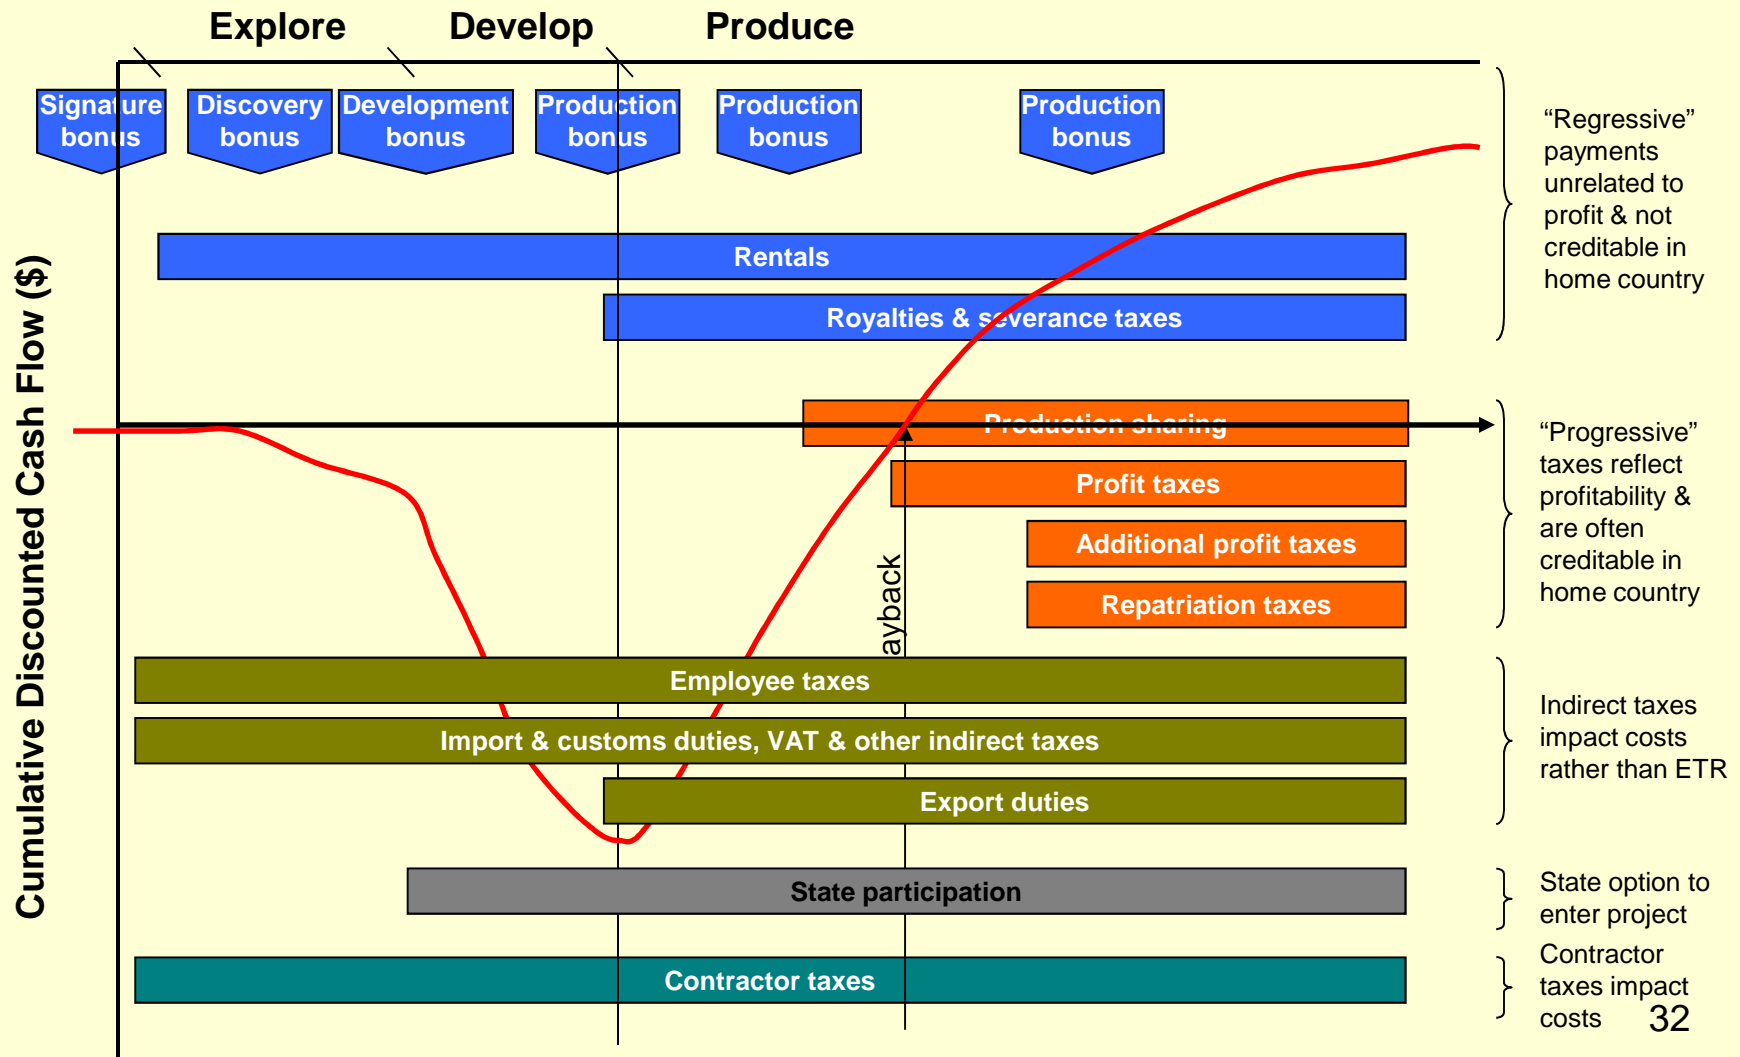 Explore Develop Produce
Signature
bonus
Discovery
bonus
Development
bonus
Production
bonus
Production
bonus
Production
bonus
“Regressive”
payments
unrelated to
profit & not
creditable in
home country
Rentals
Royalties & severance taxes
Cumulative Discounted Cash Flow ($)
Production sharing
Profit taxes
Additional profit taxes
Repatriation taxes
“Progressive”
taxes reflect
profitability &
are often
creditable in
home country
ayback
Employee taxes
Import & customs duties, VAT & other indirect taxes
Export duties
Indirect taxes
impact costs
rather than ETR
State participation
State option to
enter project
Contractor taxes
Contractor
taxes impact
costs
32